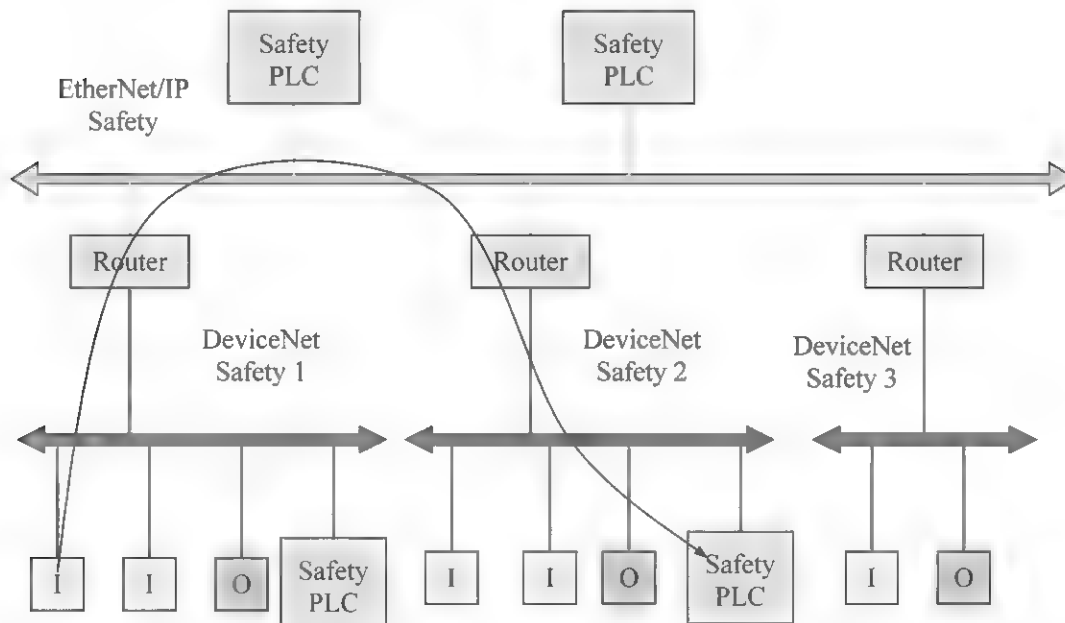 Safety
PLC
Safety
PLC
EtherNet/IP
Safety
Router
Router
Router
DeviceNet
Safety 1
DeviceNet
Safety 2
DeviceNet
Safety 3
I
I
O
Safety
PLC
I
I
O
Safety
PLC
I
O